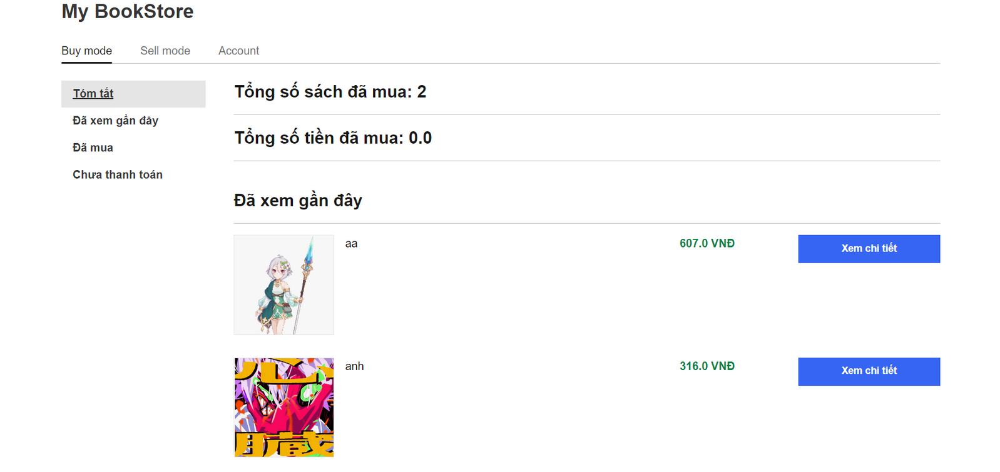 My BookStore
Buy mode Sell mode Account
Tóm tắt
Đã xem gần đây
Đã mua
Chưa thanh toán
Tổng số sách đã mua: 2
Tổng số tiền đã mua: 0.0
Đã xem gần đây
aa 607.0 VNĐ Xem chi tiết
anh 316.0 VNĐ Xem chi tiết
蔵